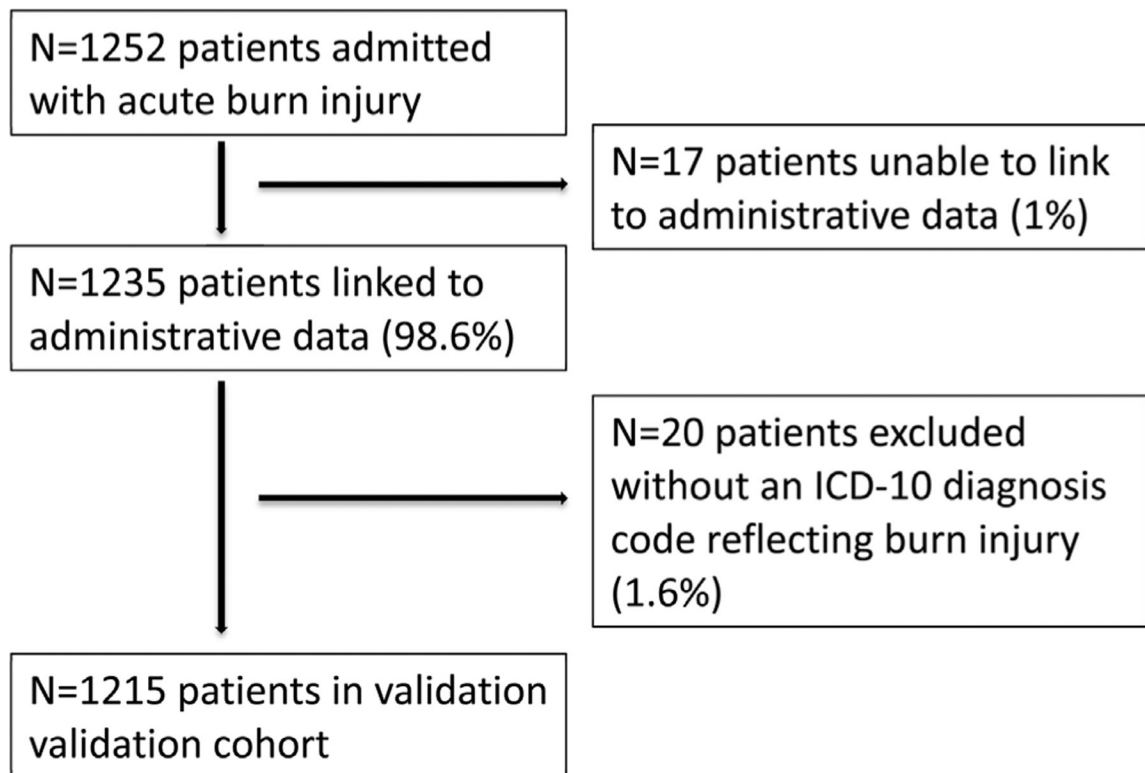 N=1252 patients admitted
with acute burn injury
N=17 patients unable to link
to administrative data (1%)
N=1235 patients linked to
administrative data (98.6%)
N=20 patients excluded
without an ICD-10 diagnosis
code reflecting burn injury
(1.6%)
N=1215 patients in validation
validation cohort